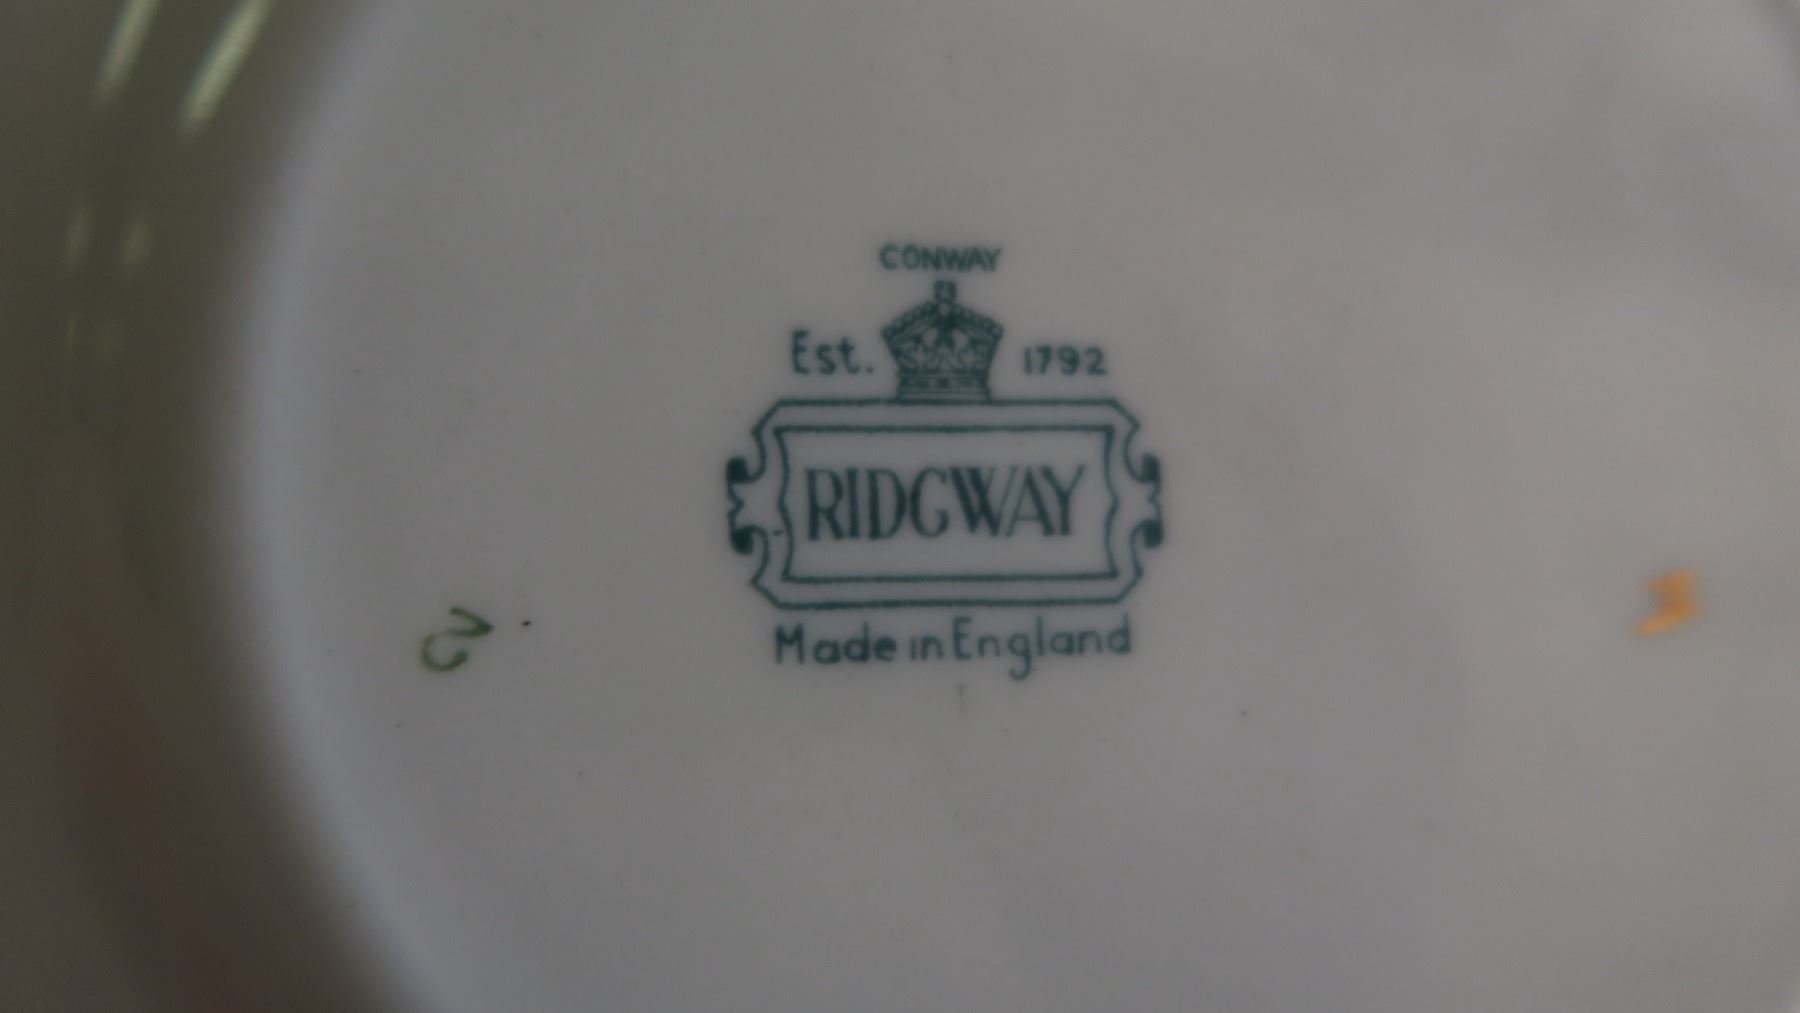 CONWAY
Est. 1792
RIDGWAY
Made in England